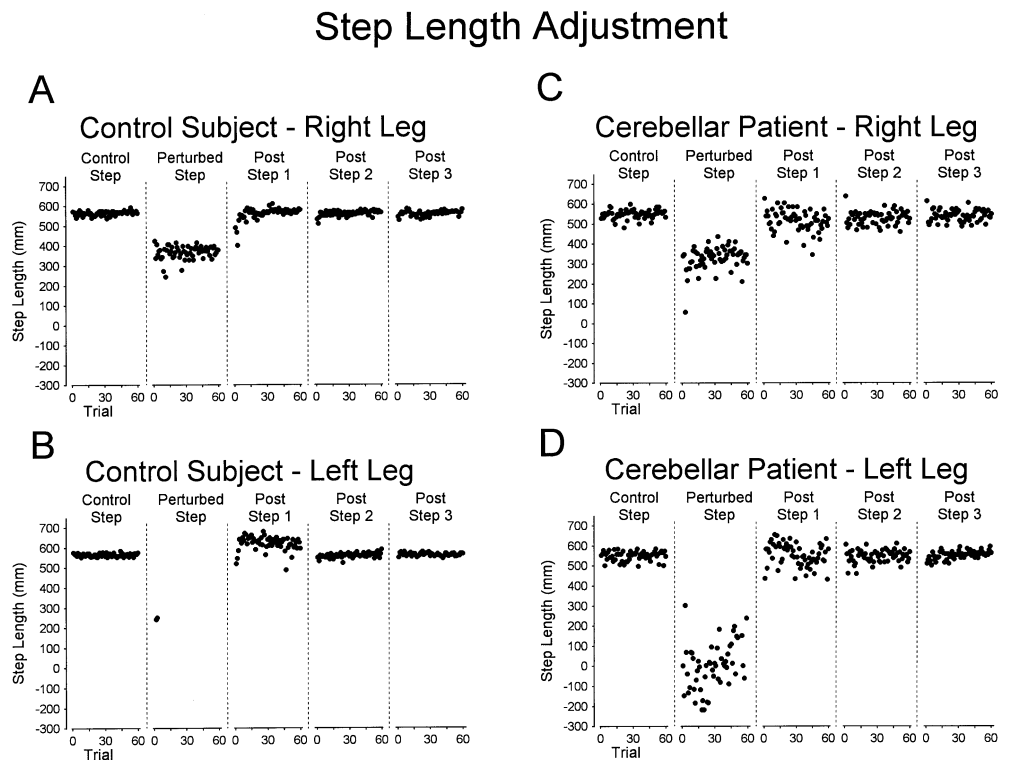 Step Length Adjustment
A
Control Subject - Right Leg
Control Perturbed Post Post Post
Step Step Step 1 Step 2 Step 3
700
600
500
400
300
200
100
0
-100
-200
-300
Step Length (mm)
0 30 60 0 30 60 0 30 60 0 30 60 0 30 60
Trial
B
Control Subject - Left Leg
Control Perturbed Post Post Post
Step Step Step 1 Step 2 Step 3
700
600
500
400
300
200
100
0
-100
-200
-300
Step Length (mm)
0 30 60 0 30 60 0 30 60 0 30 60 0 30 60
Trial
C
Cerebellar Patient - Right Leg
Control Perturbed Post Post Post
Step Step Step 1 Step 2 Step 3
700
600
500
400
300
200
100
0
-100
-200
-300
Step Length (mm)
0 30 60 0 30 60 0 30 60 0 30 60 0 30 60
Trial
D
Cerebellar Patient - Left Leg
Control Perturbed Post Post Post
Step Step Step 1 Step 2 Step 3
700
600
500
400
300
200
100
0
-100
-200
-300
Step Length (mm)
0 30 60 0 30 60 0 30 60 0 30 60 0 30 60
Trial